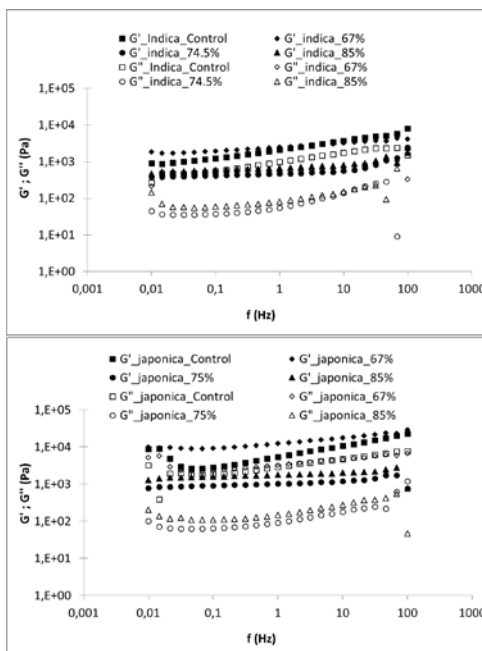 G'_Indica_Control G'_indica_67%
G'_indica_74.5% G'_indica_85%
G"_Indica_Control G"_indica_67%
G"_indica_74.5% G"_indica_85%
1,E+05
1,E+04
1,E+03
1,E+02
1,E+01
1,E+00
G' ; G" (Pa)
0,001 0,01 0,1 1 10 100 1000
f (Hz)
G'_japonica_Control G'_japonica_67%
G'_japonica_75% G'_japonica_85%
G"_japonica_Control G"_japonica_67%
G"_japonica_75% G"_japonica_85%
1,E+05
1,E+04
1,E+03
1,E+02
1,E+01
1,E+00
G' ; G" (Pa)
0,001 0,01 0,1 1 10 100 1000
f (Hz)